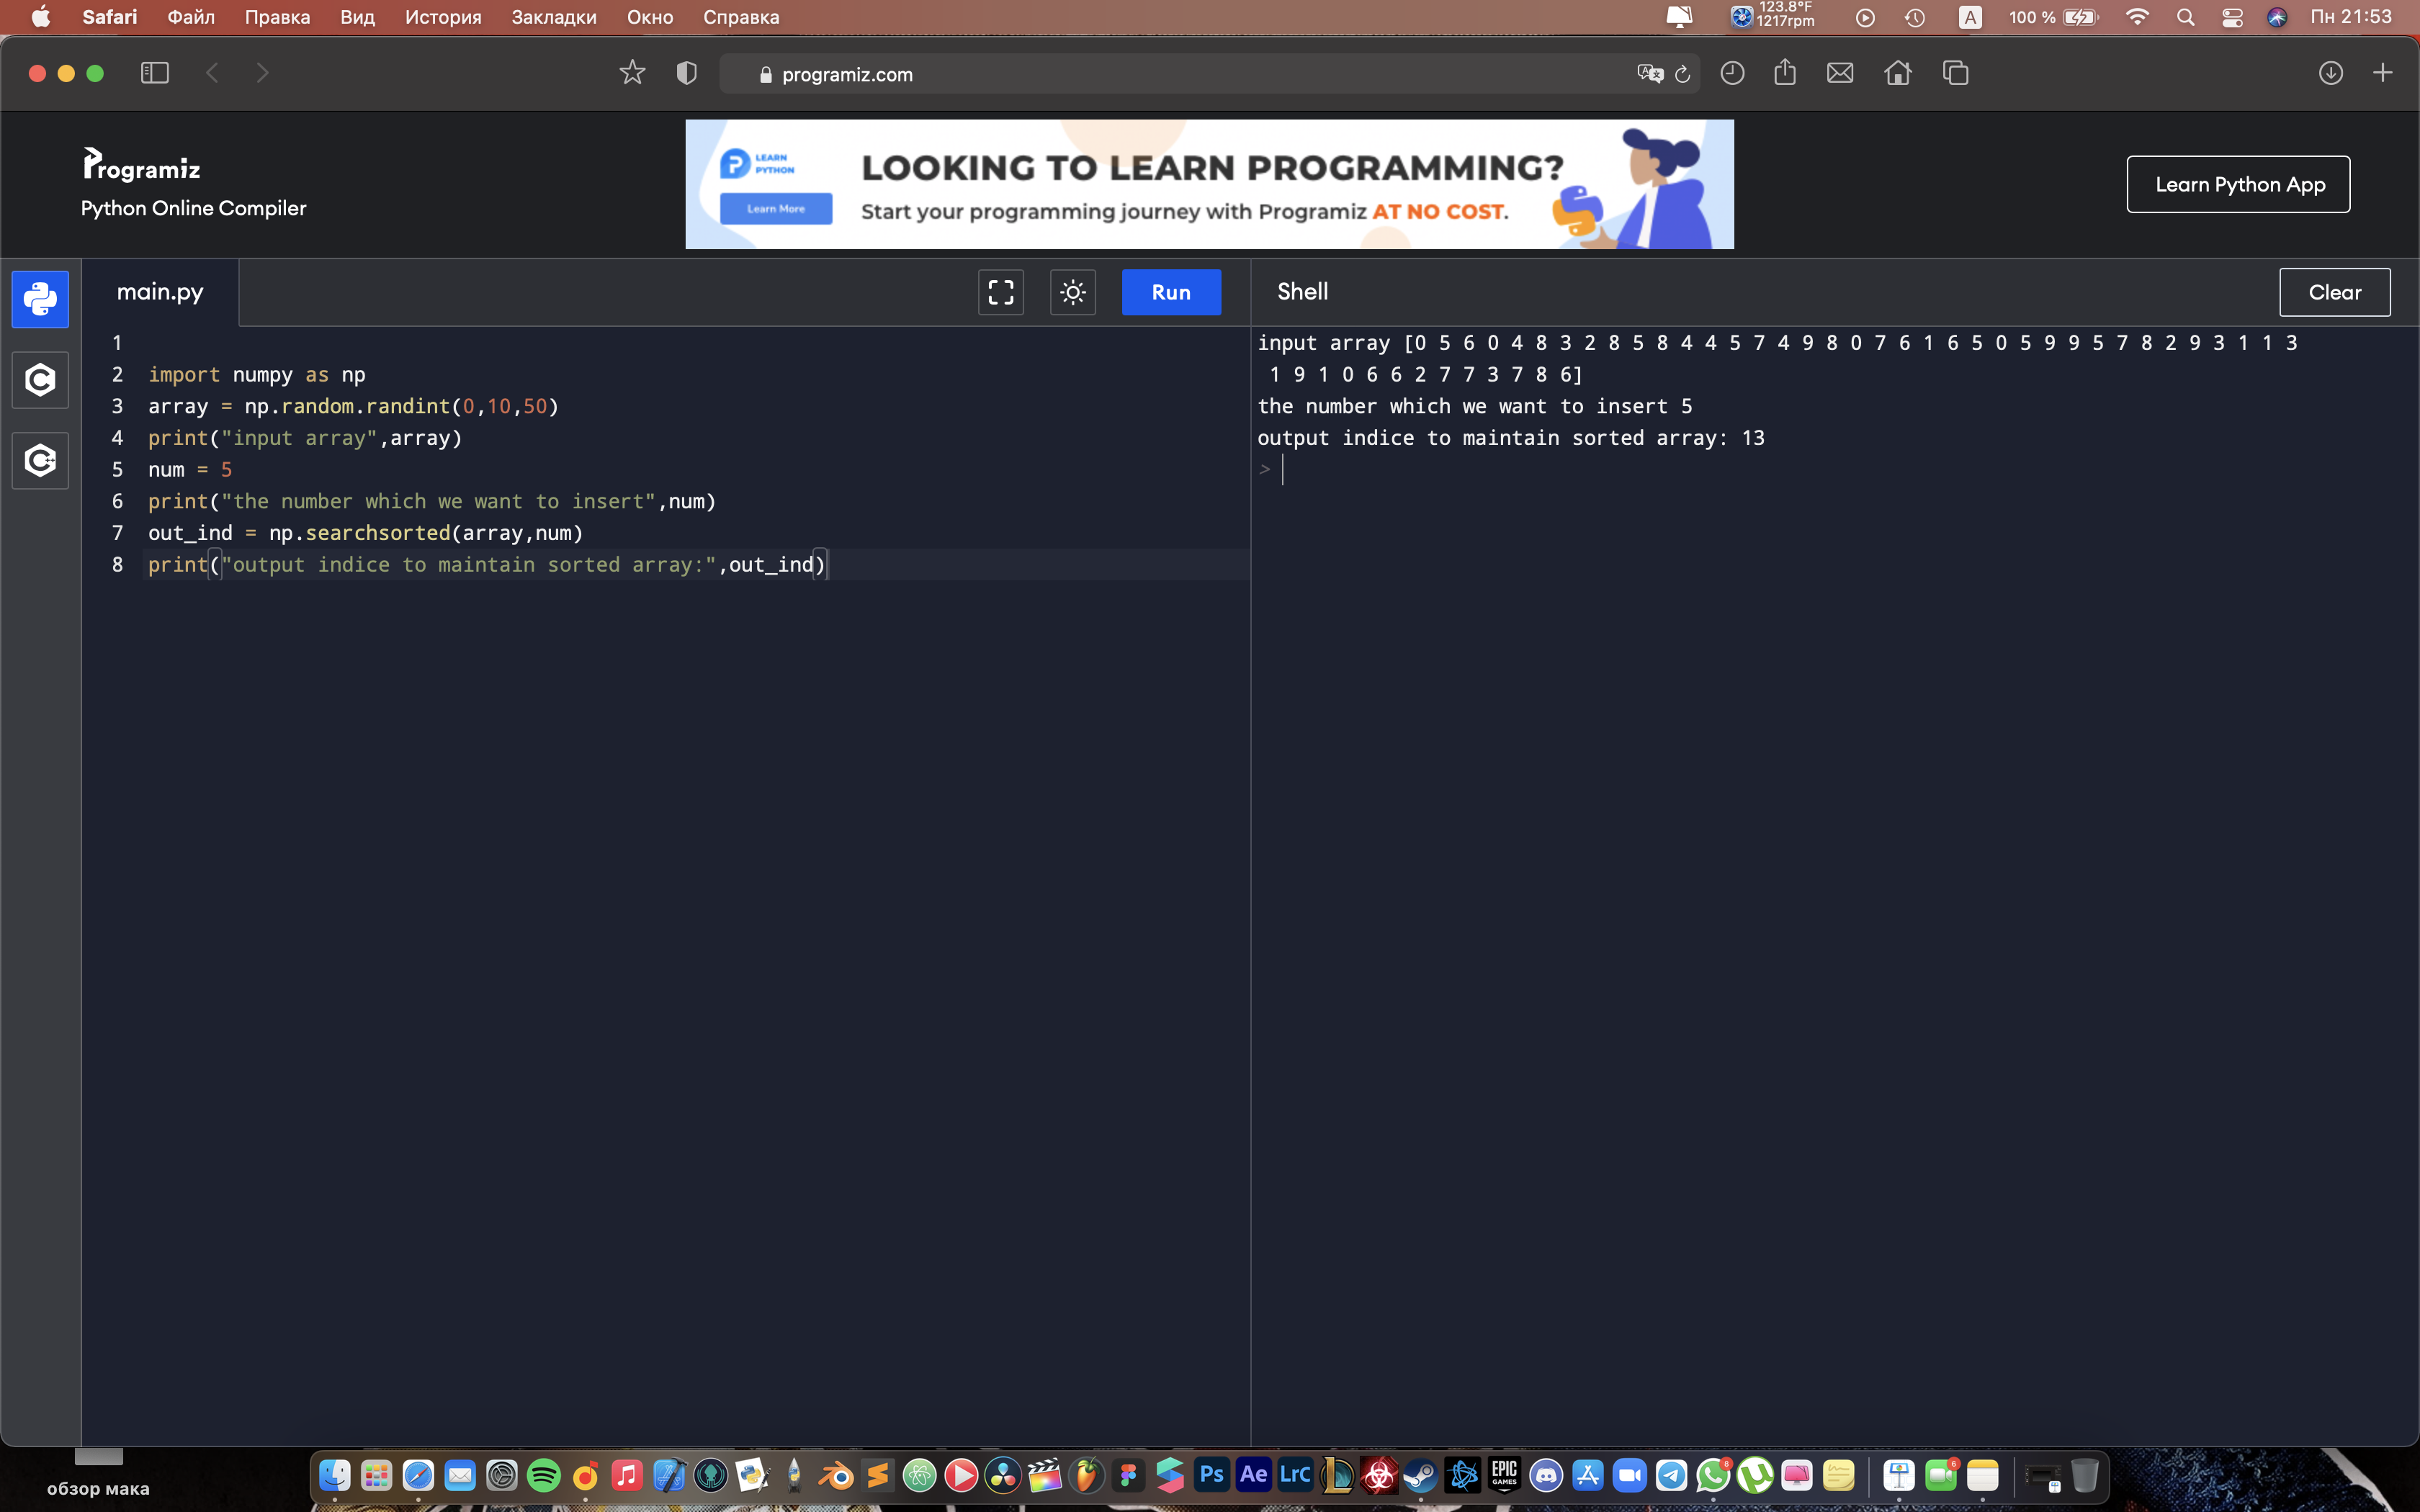 Safari Файл Правка Вид История Закладки Окно Справка 123.8°F 1217rpm A 100 % Пн 21:53
programiz.com
Programiz
Python Online Compiler
LEARN PYTHON
Learn More
LOOKING TO LEARN PROGRAMMING?
Start your programming journey with Programiz AT NO COST.
Learn Python App
main.py
Run
Shell
Clear
1
2 import numpy as np
3 array = np.random.randint(0,10,50)
4 print("input array",array)
5 num = 5
6 print("the number which we want to insert",num)
7 out_ind = np.searchsorted(array,num)
8 print("output indice to maintain sorted array:",out_ind)
input array [0 5 6 0 4 8 3 2 8 5 8 4 4 5 7 4 9 8 0 7 6 1 6 5 0 5 9 9 5 7 8 2 9 3 1 1 3
1 9 1 0 6 6 2 7 7 3 7 8 6]
the number which we want to insert 5
output indice to maintain sorted array: 13
>
обзор мака
Ps Ae LrC EPIC GAMES 8 6